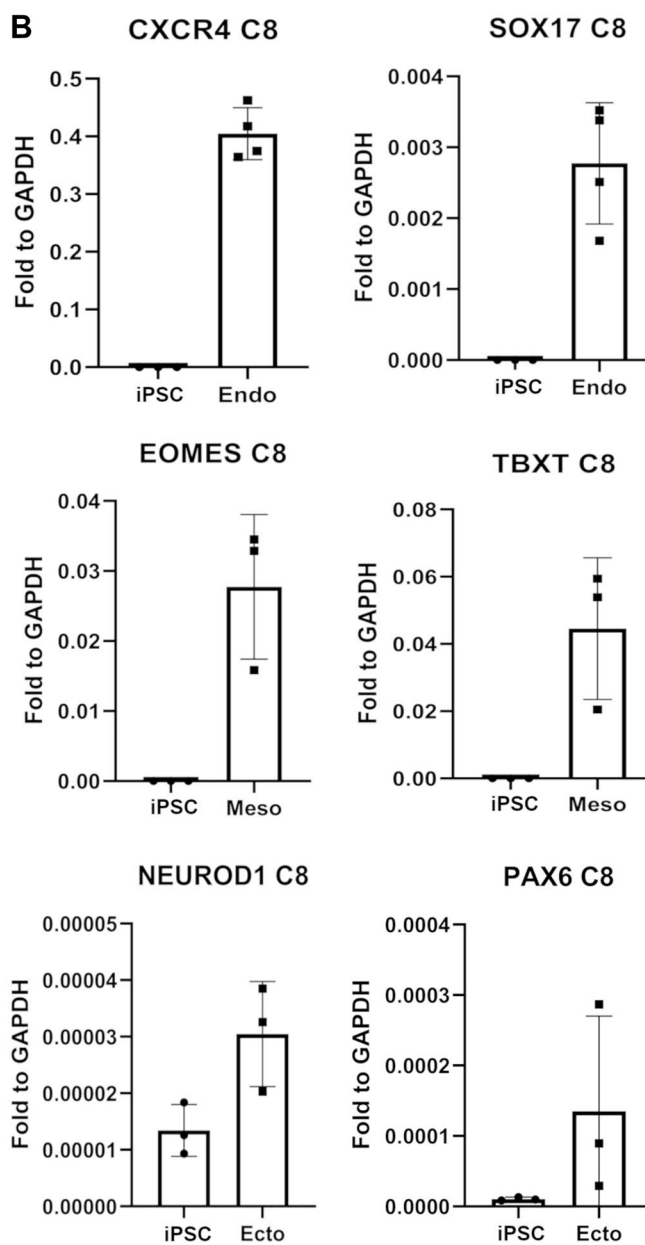 B
CXCR4 C8
Fold to GAPDH
0.5
0.4
0.3
0.2
0.1
0.0
iPSC Endo
SOX17 C8
Fold to GAPDH
0.004
0.003
0.002
0.001
0.000
iPSC Endo
EOMES C8
Fold to GAPDH
0.04
0.03
0.02
0.01
0.00
iPSC Meso
TBXT C8
Fold to GAPDH
0.08
0.06
0.04
0.02
0.00
iPSC Meso
NEUROD1 C8
Fold to GAPDH
0.00005
0.00004
0.00003
0.00002
0.00001
0.00000
iPSC Ecto
PAX6 C8
Fold to GAPDH
0.0004
0.0003
0.0002
0.0001
0.0000
iPSC Ecto